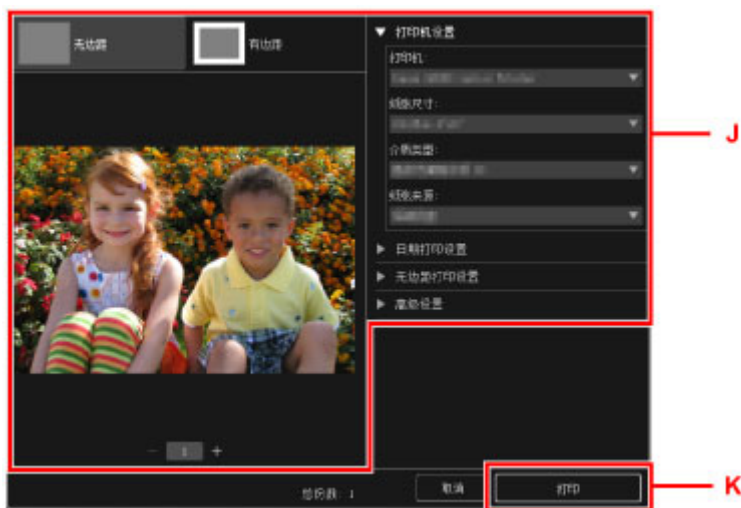 无边距
有边距
打印机设置
打印机:
纸张尺寸:
介质类型:
纸张来源:
日期打印设置
无边距打印设置
高级设置
J
- 1 +
总份数: 1
取消
打印
K